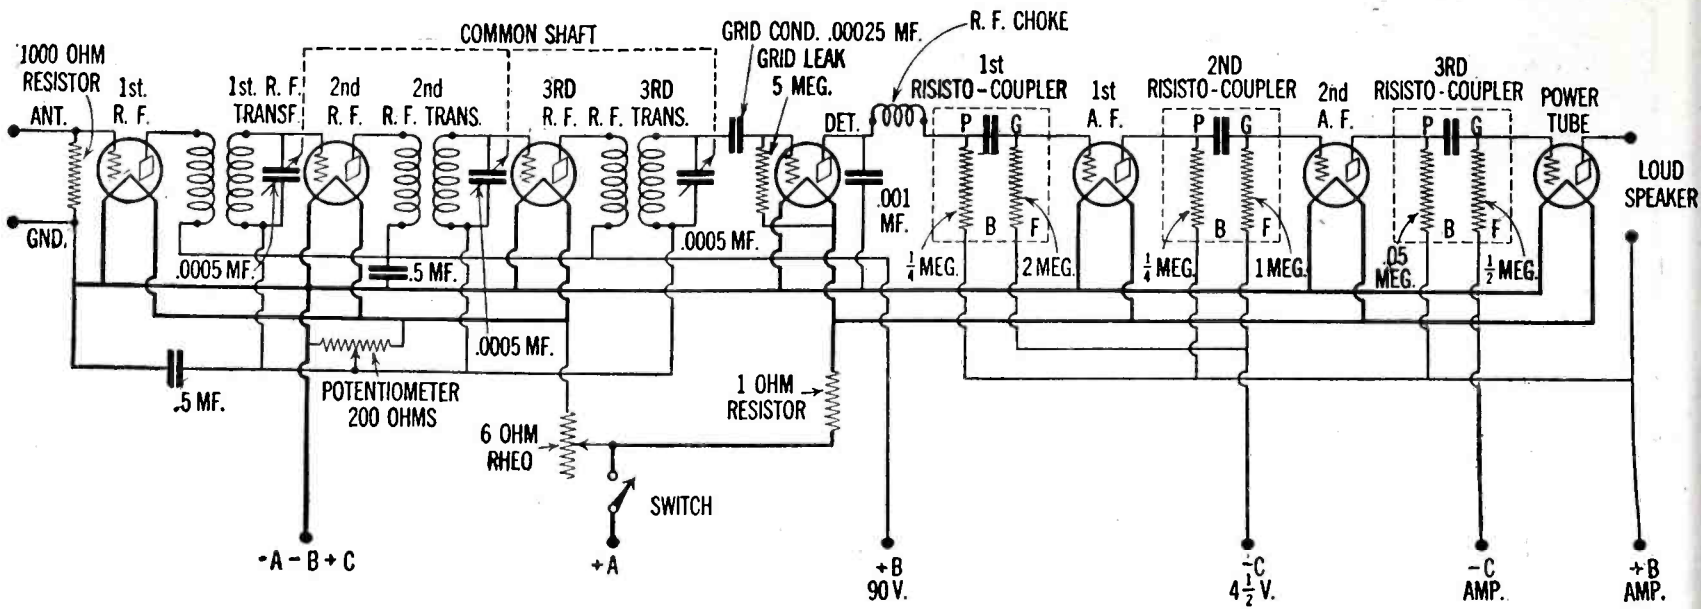 1000 OHM
RESISTOR
ANT.
GND.
1st.
R. F.
1st. R. F.
TRANSF.
COMMON SHAFT
2nd
R. F.
2nd
R. F. TRANS.
3RD
R. F.
3RD
R. F. TRANS.
GRID COND. .00025 MF.
GRID LEAK
5 MEG.
DET.
R. F. CHOKE
1st
RISISTO-COUPLER
P G
B F
1st
A. F.
2ND
RISISTO-COUPLER
P G
B F
2nd
A. F.
3RD
RISISTO-COUPLER
P G
B F
POWER
TUBE
LOUD
SPEAKER
.0005 MF.
.5 MF.
.0005 MF.
.0005 MF.
.001
MF.
1/4 MEG.
2 MEG.
1/4 MEG.
1 MEG.
.05
MEG.
1/2 MEG.
.5 MF.
POTENTIOMETER
200 OHMS
6 OHM
RHEO
1 OHM
RESISTOR
SWITCH
-A-B+C
+A
+B
90 V.
-C
4 1/2 V.
-C
AMP.
+B
AMP.